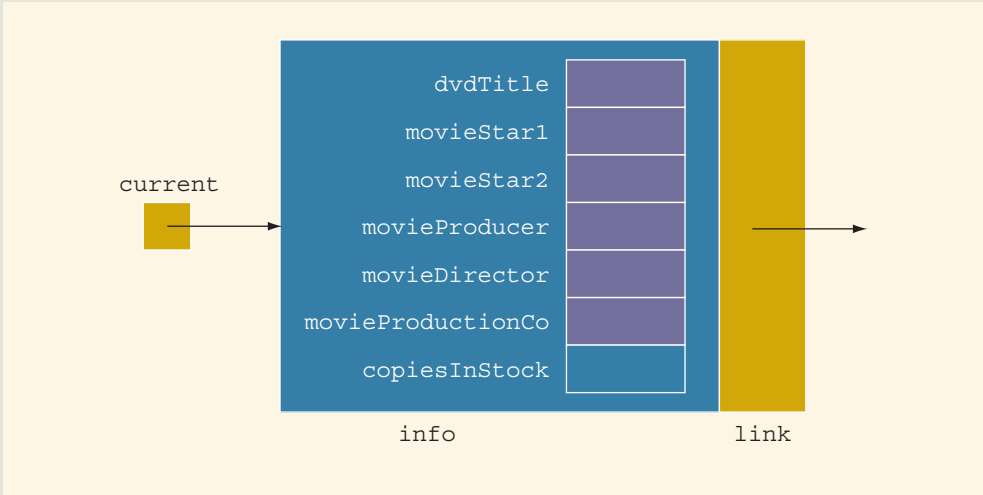 dvdTitle
movieStar1
movieStar2
current
movieProducer
movieDirector
movieProductionCo
copiesInStock
info
link